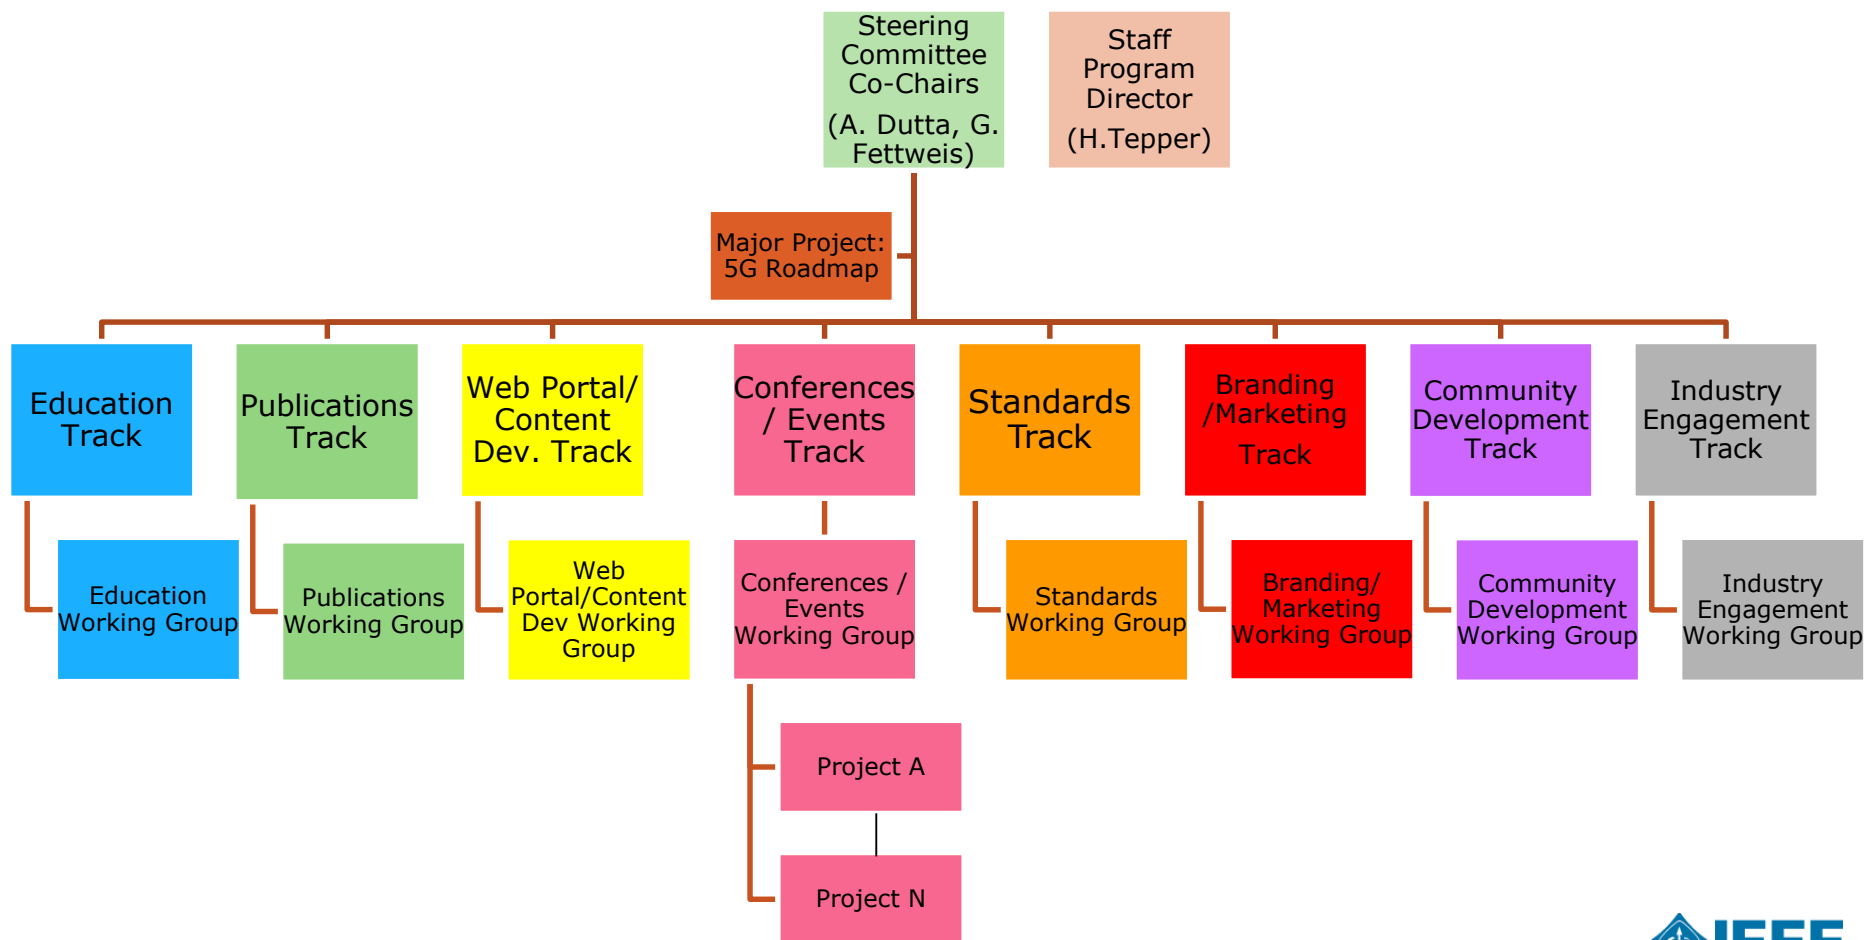 Steering
Committee
Co-Chairs
(A. Dutta, G.
Fettweis)
Staff
Program
Director
(H.Tepper)
Major Project:
5G Roadmap
Education
Track
Publications
Track
Web Portal/
Content
Dev. Track
Conferences
/ Events
Track
Standards
Track
Branding
/Marketing
Track
Community
Development
Track
Industry
Engagement
Track
Education
Working Group
Publications
Working Group
Web
Portal/Content
Dev Working
Group
Conferences /
Events
Working Group
Standards
Working Group
Branding/
Marketing
Working Group
Community
Development
Working Group
Industry
Engagement
Working Group
Project A
Project N
IEEE